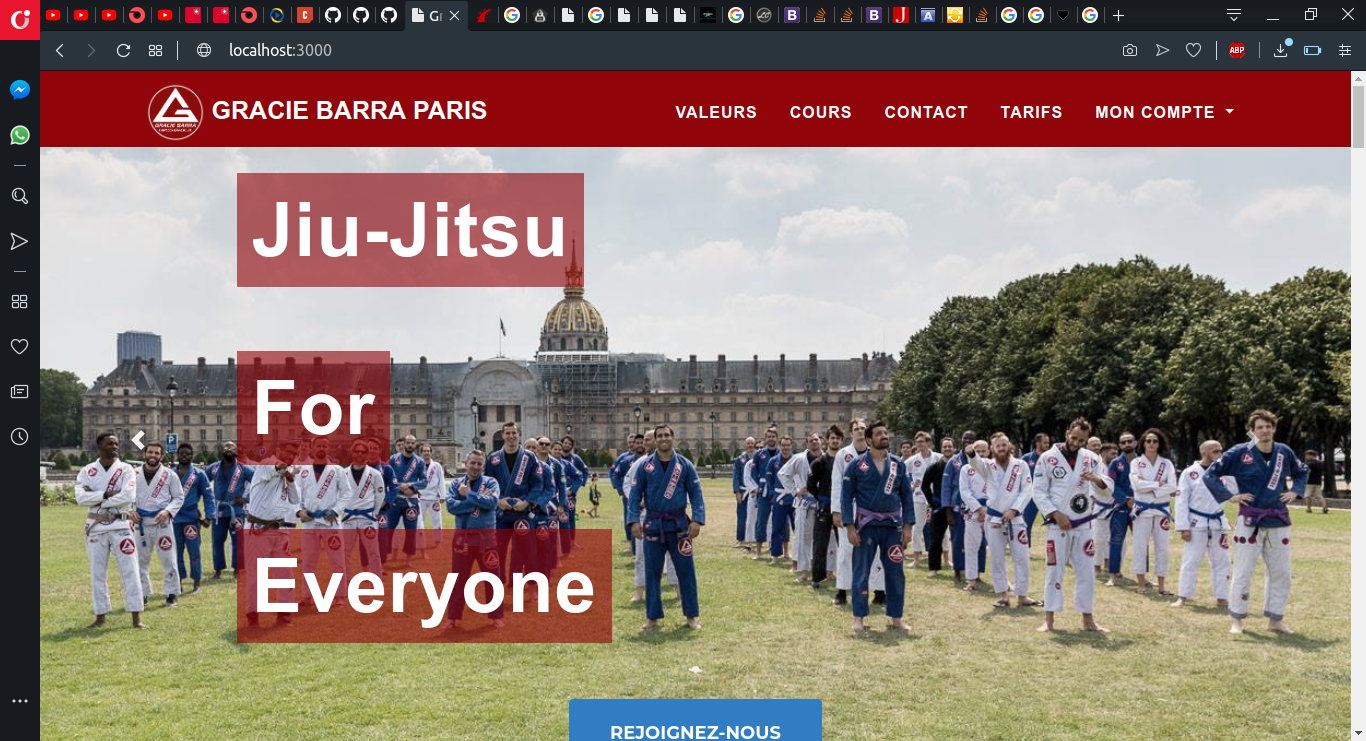 Gr
localhost:3000
ABP
GRACIE BARRA
GRACIE BARRA PARIS
VALEURS
COURS
CONTACT
TARIFS
MON COMPTE
Jiu-Jitsu
For
Everyone
REJOIGNEZ-NOUS